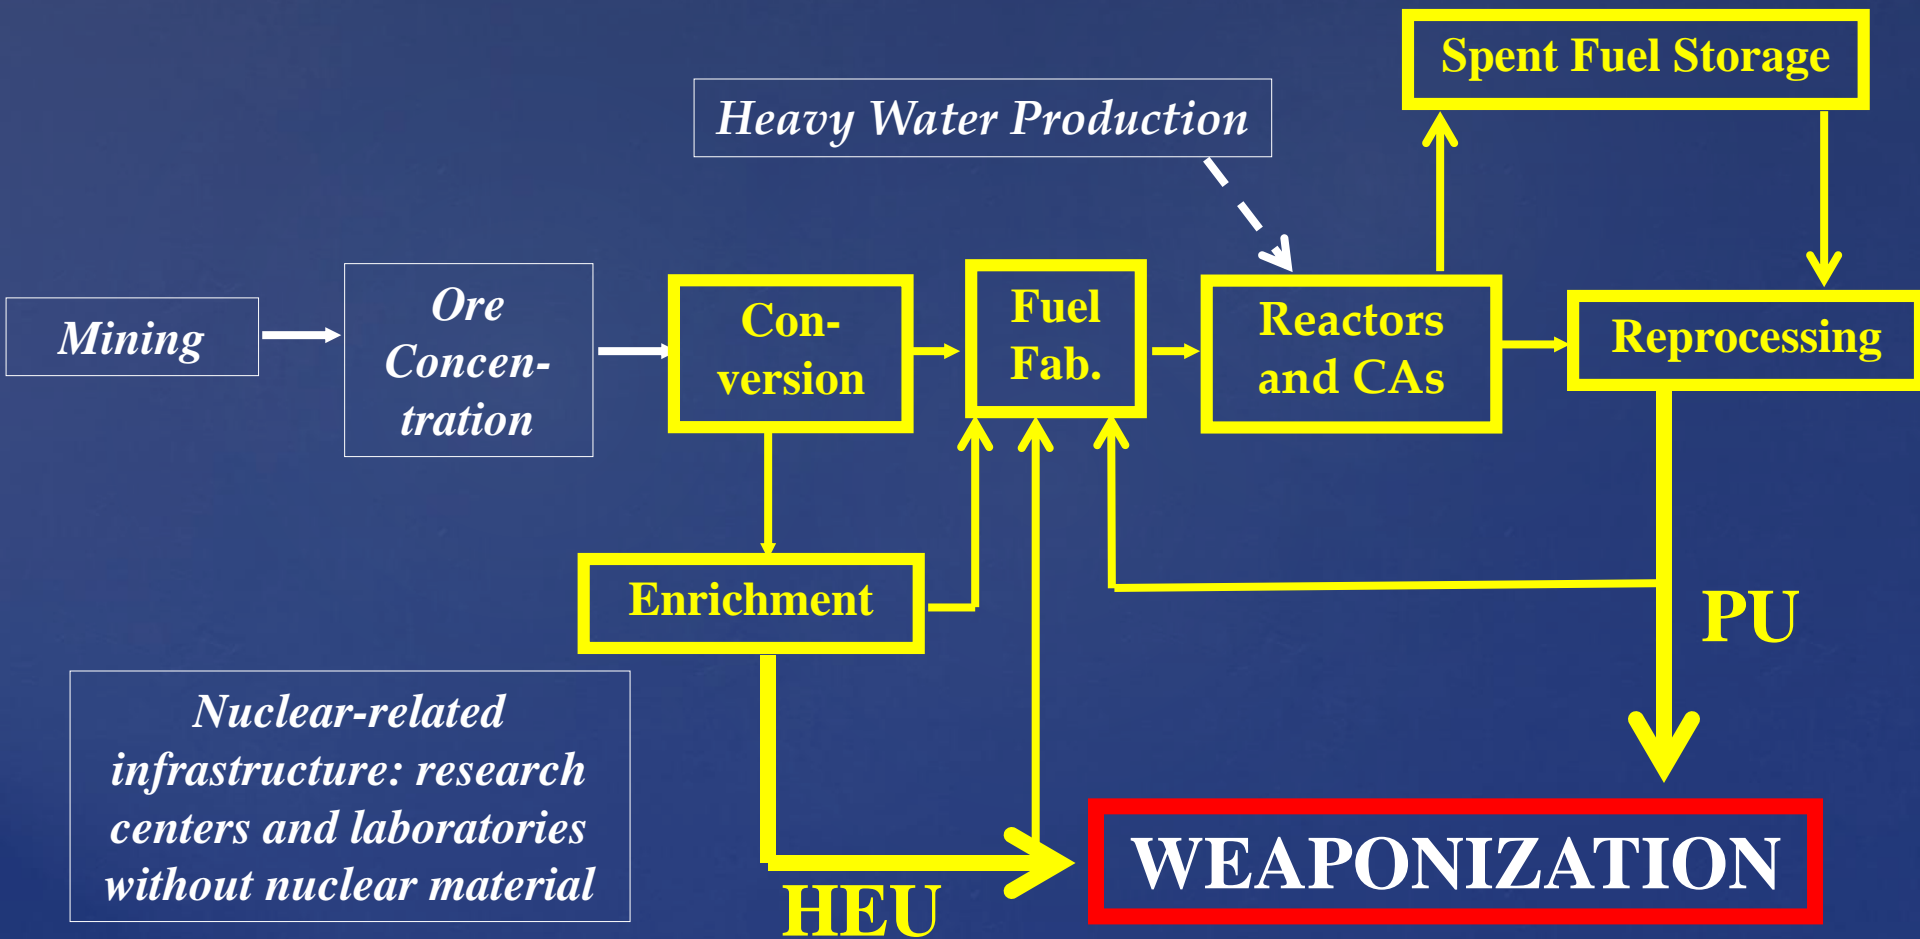 Spent Fuel Storage
Heavy Water Production
Mining
Ore
Concen-
tration
Con-
version
Fuel
Fab.
Reactors
and CAs
Reprocessing
Enrichment
PU
Nuclear-related
infrastructure: research
centers and laboratories
without nuclear material
HEU
WEAPONIZATION